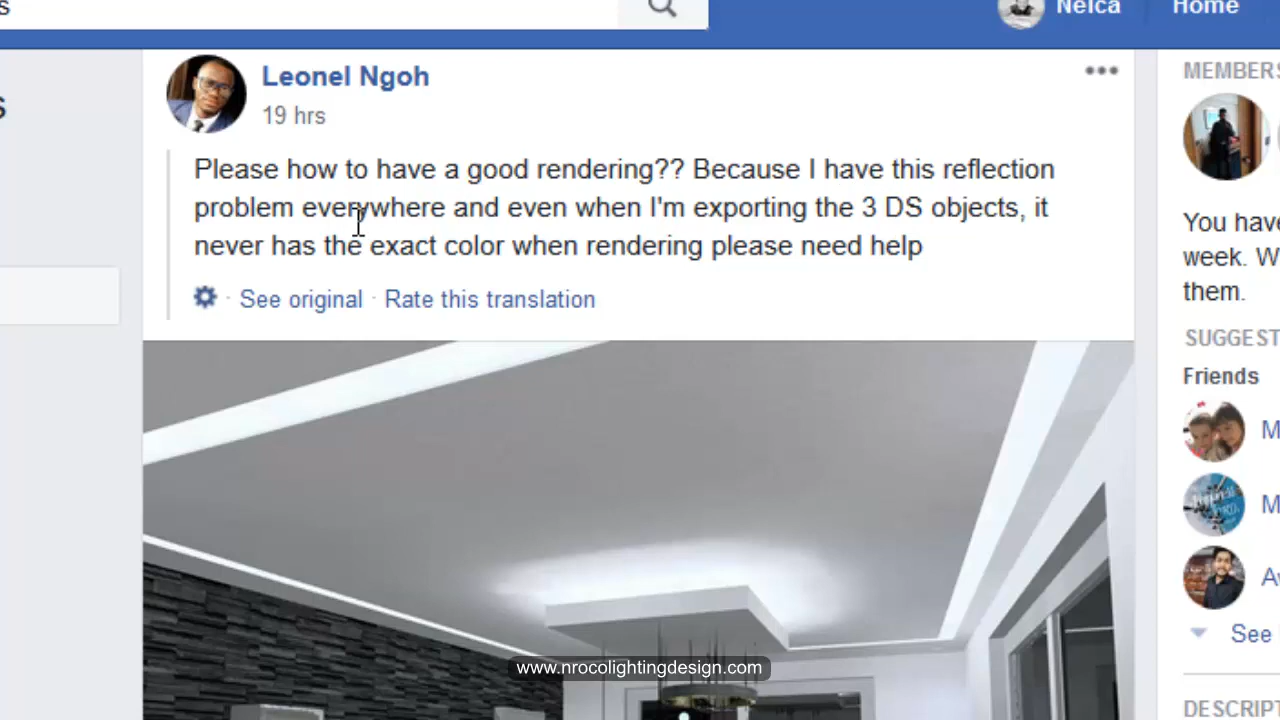 s
Nelca
Home
Leonel Ngoh
19 hrs
Please how to have a good rendering?? Because I have this reflection
problem everywhere and even when I'm exporting the 3 DS objects, it
never has the exact color when rendering please need help
· See original · Rate this translation
www.nrocolightingdesign.com
s
MEMBERS
You have
week. W
them.
SUGGEST
Friends
M
M
Av
See
DESCRIPT